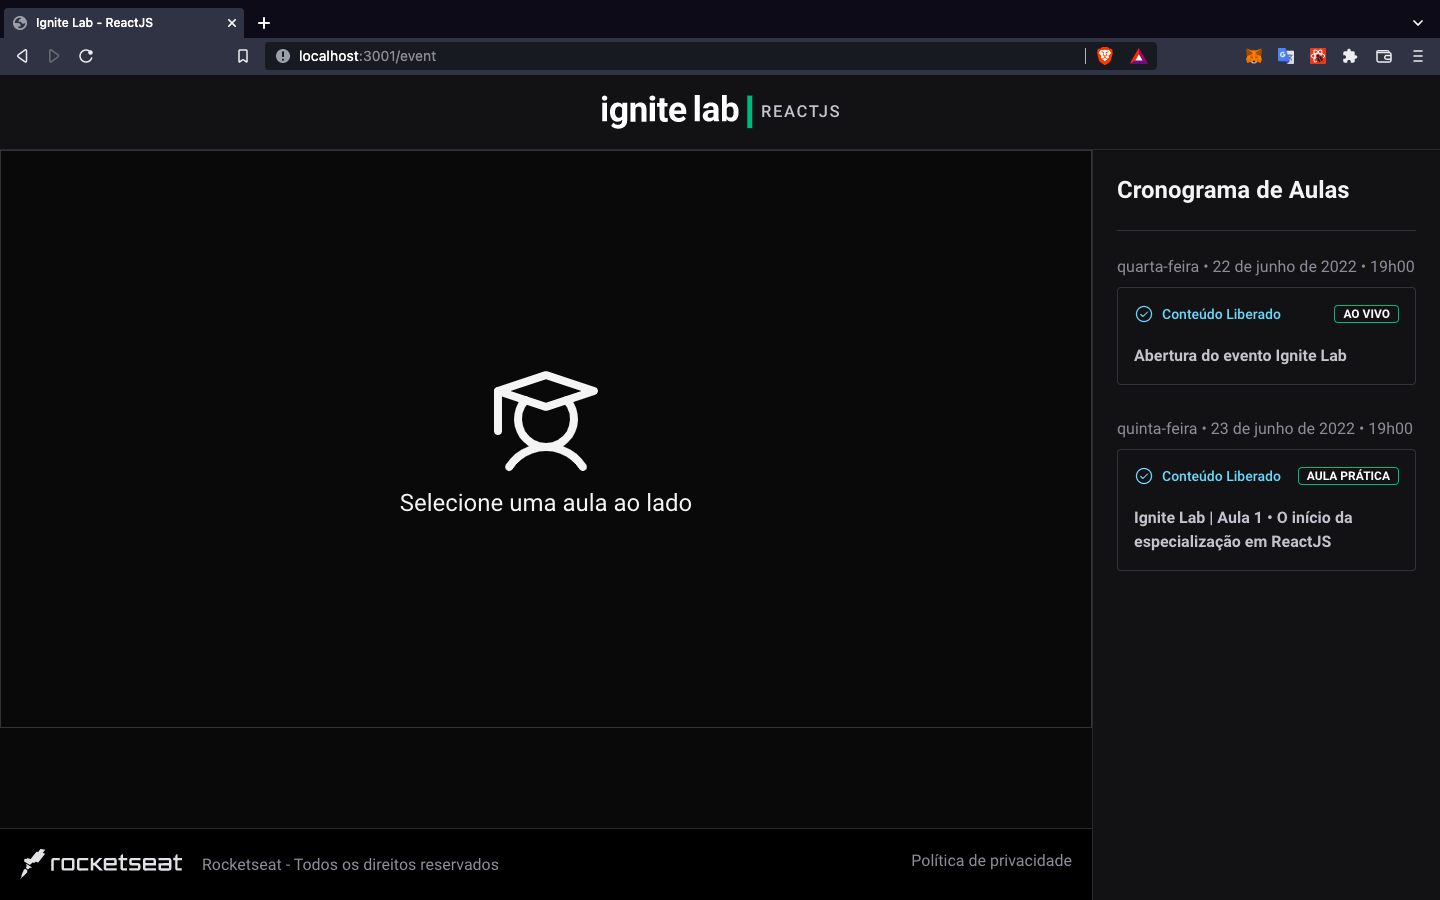 Ignite Lab - ReactJS
localhost:3001/event
ignite lab | REACTJS
Selecione uma aula ao lado
Cronograma de Aulas
quarta-feira • 22 de junho de 2022 • 19h00
Conteúdo Liberado AO VIVO
Abertura do evento Ignite Lab
quinta-feira • 23 de junho de 2022 • 19h00
Conteúdo Liberado AULA PRÁTICA
Ignite Lab | Aula 1 • O início da
especialização em ReactJS
rocketseat Rocketseat - Todos os direitos reservados Política de privacidade